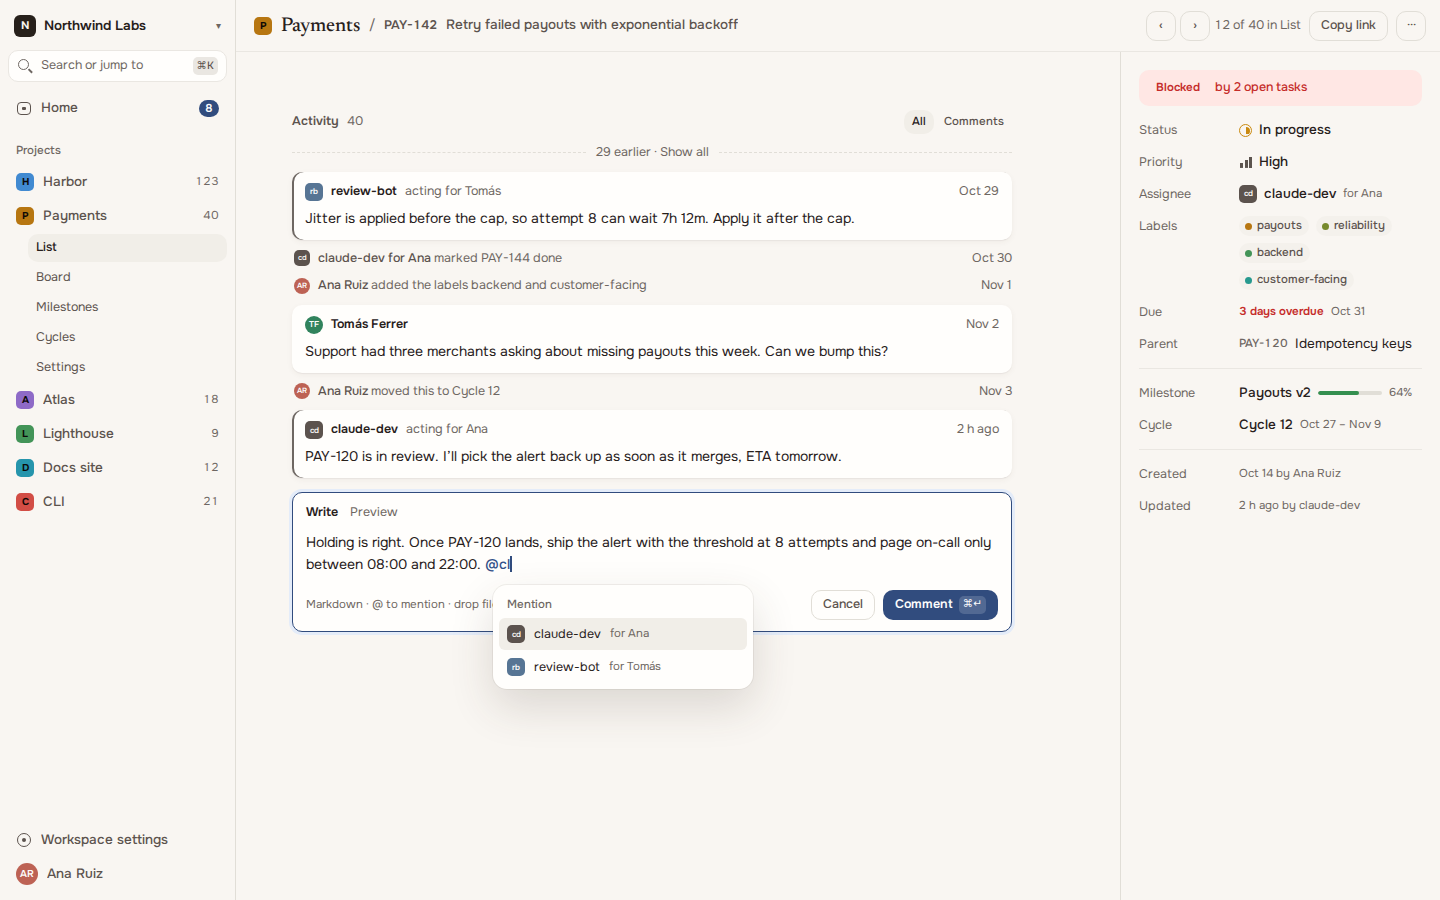 N Northwind Labs
Search or jump to ⌘K
Home 8
Projects
H Harbor 123
P Payments 40
List
Board
Milestones
Cycles
Settings
A Atlas 18
L Lighthouse 9
D Docs site 12
C CLI 21
Workspace settings
AR Ana Ruiz
P Payments / PAY-142 Retry failed payouts with exponential backoff
12 of 40 in List Copy link ···
Activity 40 All Comments
29 earlier · Show all
rb review-bot acting for Tomás Oct 29
Jitter is applied before the cap, so attempt 8 can wait 7h 12m. Apply it after the cap.
cd claude-dev for Ana marked PAY-144 done Oct 30
AR Ana Ruiz added the labels backend and customer-facing Nov 1
TF Tomás Ferrer Nov 2
Support had three merchants asking about missing payouts this week. Can we bump this?
AR Ana Ruiz moved this to Cycle 12 Nov 3
cd claude-dev acting for Ana 2 h ago
PAY-120 is in review. I'll pick the alert back up as soon as it merges, ETA tomorrow.
Write Preview
Holding is right. Once PAY-120 lands, ship the alert with the threshold at 8 attempts and page on-call only
between 08:00 and 22:00. @cl
Markdown · @ to mention · drop fil
Cancel Comment ⌘↵
Mention
cd claude-dev for Ana
rb review-bot for Tomás
Blocked by 2 open tasks
Status In progress
Priority High
Assignee cd claude-dev for Ana
Labels payouts reliability
backend
customer-facing
Due 3 days overdue Oct 31
Parent PAY-120 Idempotency keys
Milestone Payouts v2 64%
Cycle Cycle 12 Oct 27 – Nov 9
Created Oct 14 by Ana Ruiz
Updated 2 h ago by claude-dev